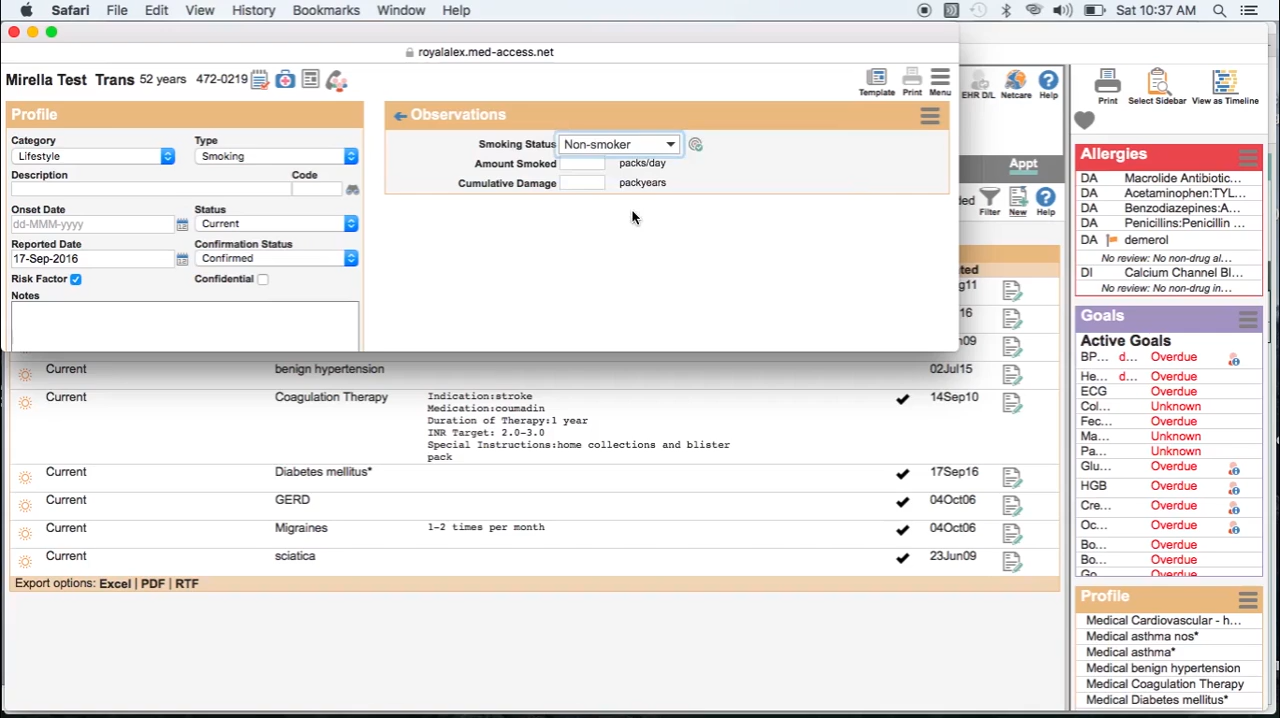 Safari File Edit View History Bookmarks Window Help Sat 10:37 AM
royalalex.med-access.net
Mirella Test Trans 52 years 472-0219
Template Print Menu
EHR D/L Netcare Help
Print Select Sidebar View as Timeline
Profile
Category Type
Lifestyle Smoking
Description Code
Onset Date Status
dd-MMM-yyyy Current
Reported Date Confirmation Status
17-Sep-2016 Confirmed
Risk Factor Confidential
Notes
Observations
Smoking Status Non-smoker
Amount Smoked packs/day
Cumulative Damage packyears
Appt
Filter New Help
Current benign hypertension 02Jul15
Current Coagulation Therapy Indication:stroke 14Sep10
Medication:coumadin
Duration of Therapy:1 year
INR Target: 2.0-3.0
Special Instructions:home collections and blister
pack
Current Diabetes mellitus* 17Sep16
Current GERD 04Oct06
Current Migraines 1-2 times per month 04Oct06
Current sciatica 23Jun09
Export options: Excel | PDF | RTF
Allergies
DA Macrolide Antibiotic...
DA Acetaminophen:TYL...
DA Benzodiazepines:A...
DA Penicillins:Penicillin ...
DA demerol
No review: No non-drug al...
DI Calcium Channel Bl...
No review: No non-drug in...
Goals
Active Goals
BP... d... Overdue
He... d... Overdue
ECG Overdue
Col... Unknown
Fec... Overdue
Ma... Unknown
Pa... Unknown
Glu... Overdue
HGB Overdue
Cre... Overdue
Oc... Overdue
Bo... Overdue
Bo... Overdue
Go... Overdue
Profile
Medical Cardiovascular - h...
Medical asthma nos*
Medical asthma*
Medical benign hypertension
Medical Coagulation Therapy
Medical Diabetes mellitus*